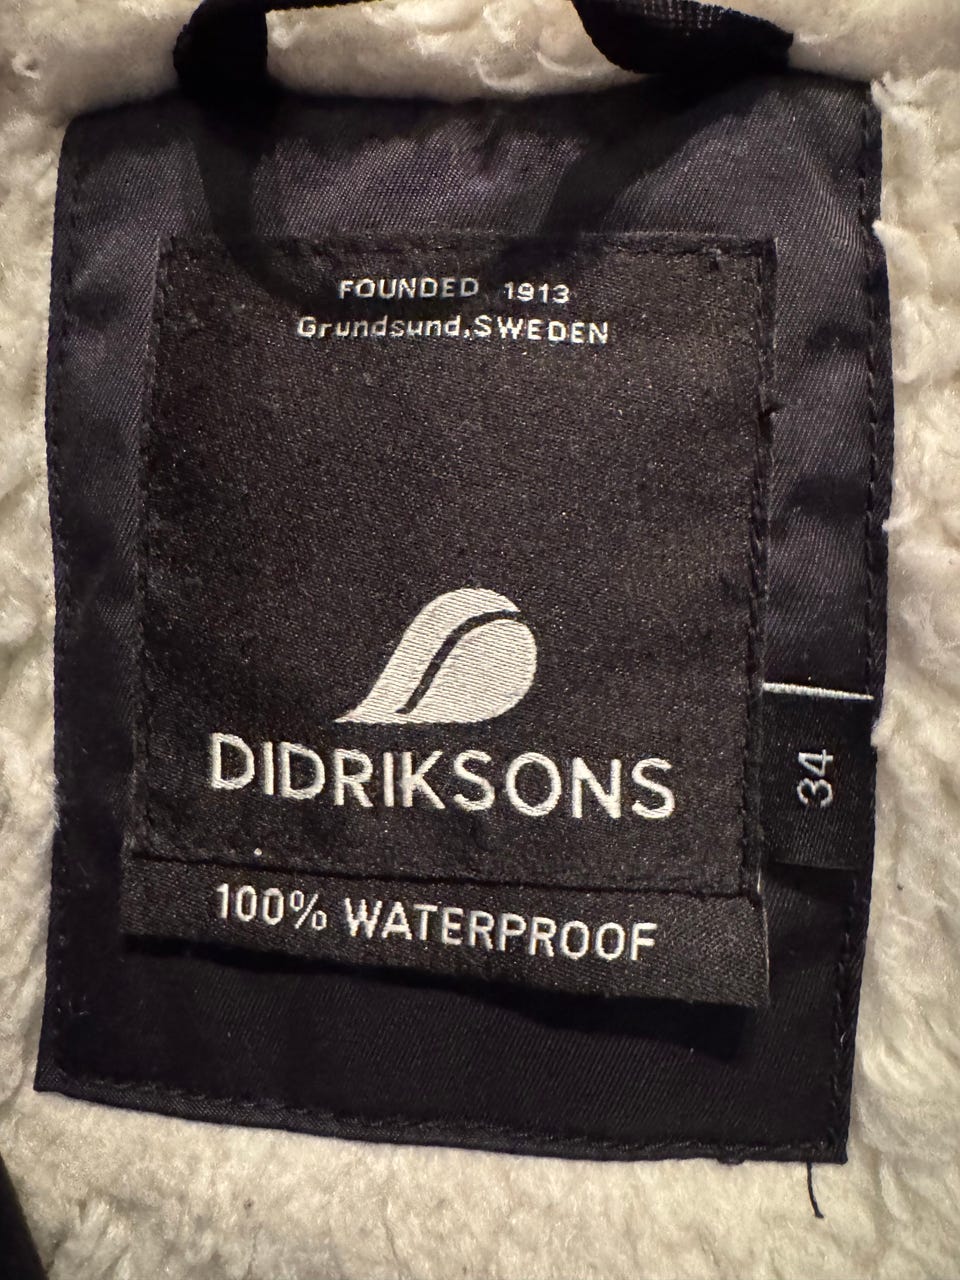 FOUNDED 1913
Grundsund,SWEDEN
DIDRIKSONS
34
100% WATERPROOF